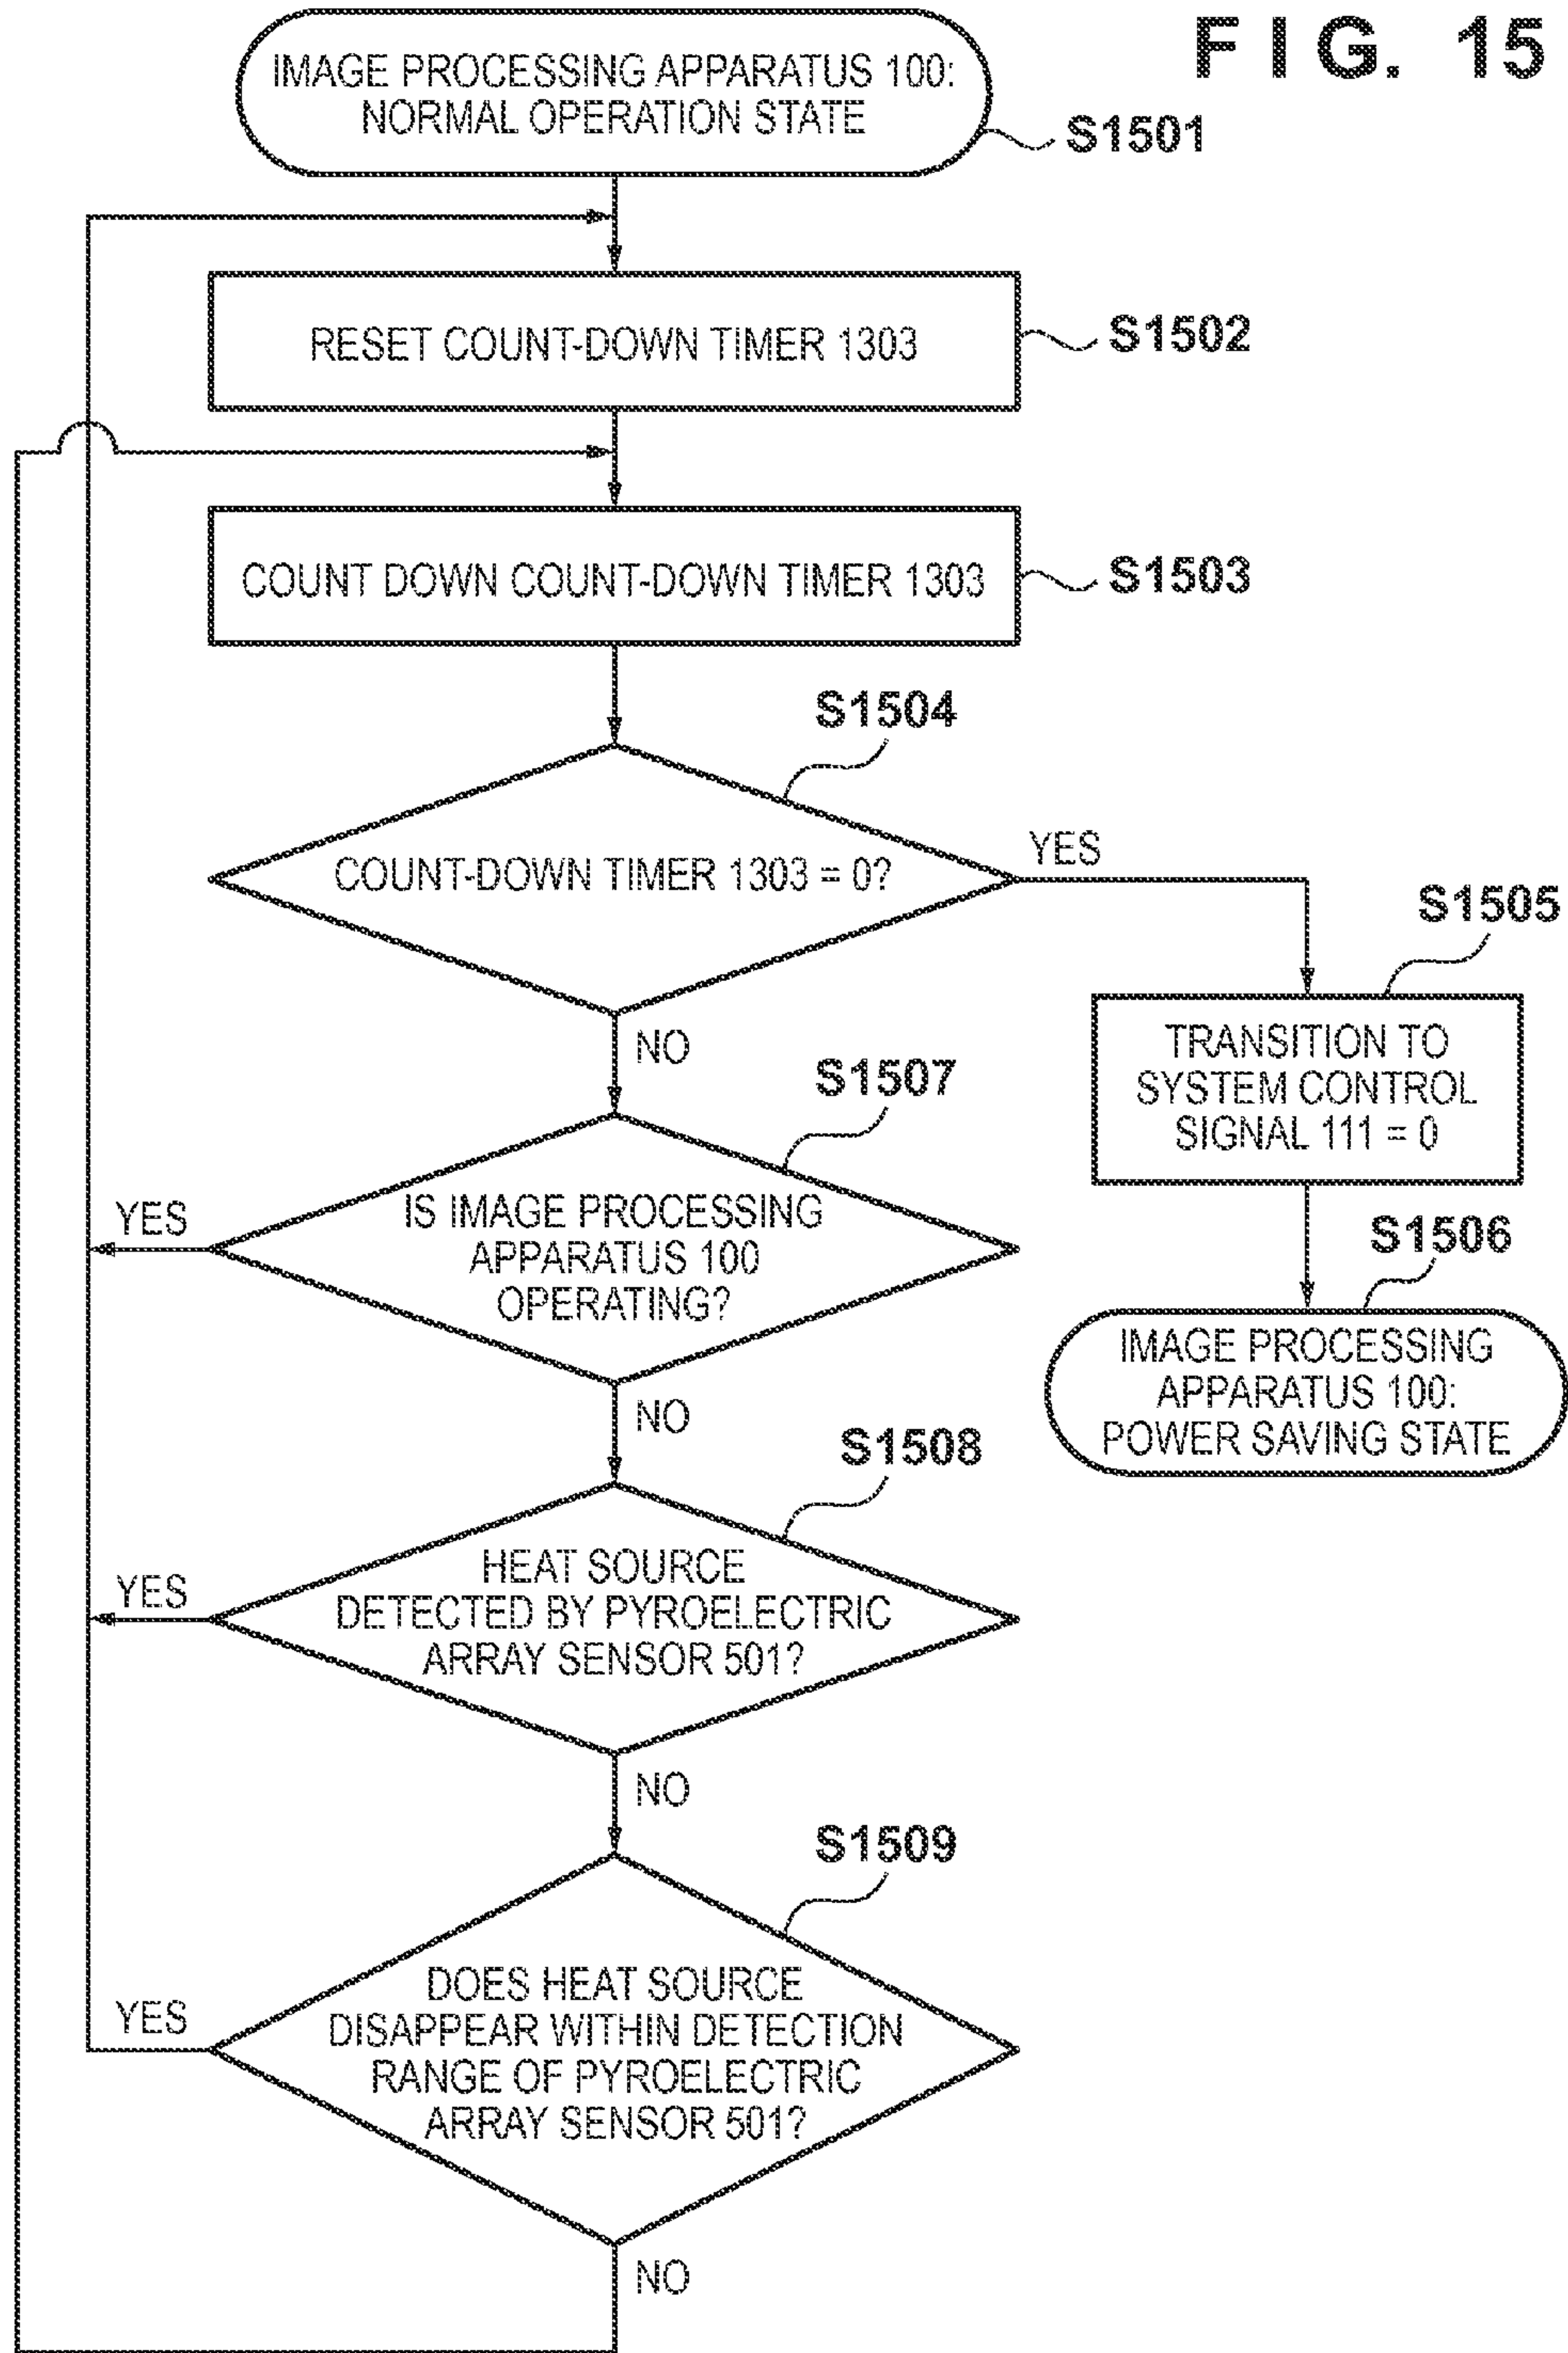 FIG. 15
IMAGE PROCESSING APPARATUS 100:
NORMAL OPERATION STATE
S1501
RESET COUNT-DOWN TIMER 1303
S1502
COUNT DOWN COUNT-DOWN TIMER 1303
S1503
S1504
COUNT-DOWN TIMER 1303 = 0?
YES
NO
S1505
TRANSITION TO
SYSTEM CONTROL
SIGNAL 111 = 0
S1506
IMAGE PROCESSING
APPARATUS 100:
POWER SAVING STATE
S1507
IS IMAGE PROCESSING
APPARATUS 100
OPERATING?
YES
NO
S1508
HEAT SOURCE
DETECTED BY PYROELECTRIC
ARRAY SENSOR 501?
YES
NO
S1509
DOES HEAT SOURCE
DISAPPEAR WITHIN DETECTION
RANGE OF PYROELECTRIC
ARRAY SENSOR 501?
YES
NO